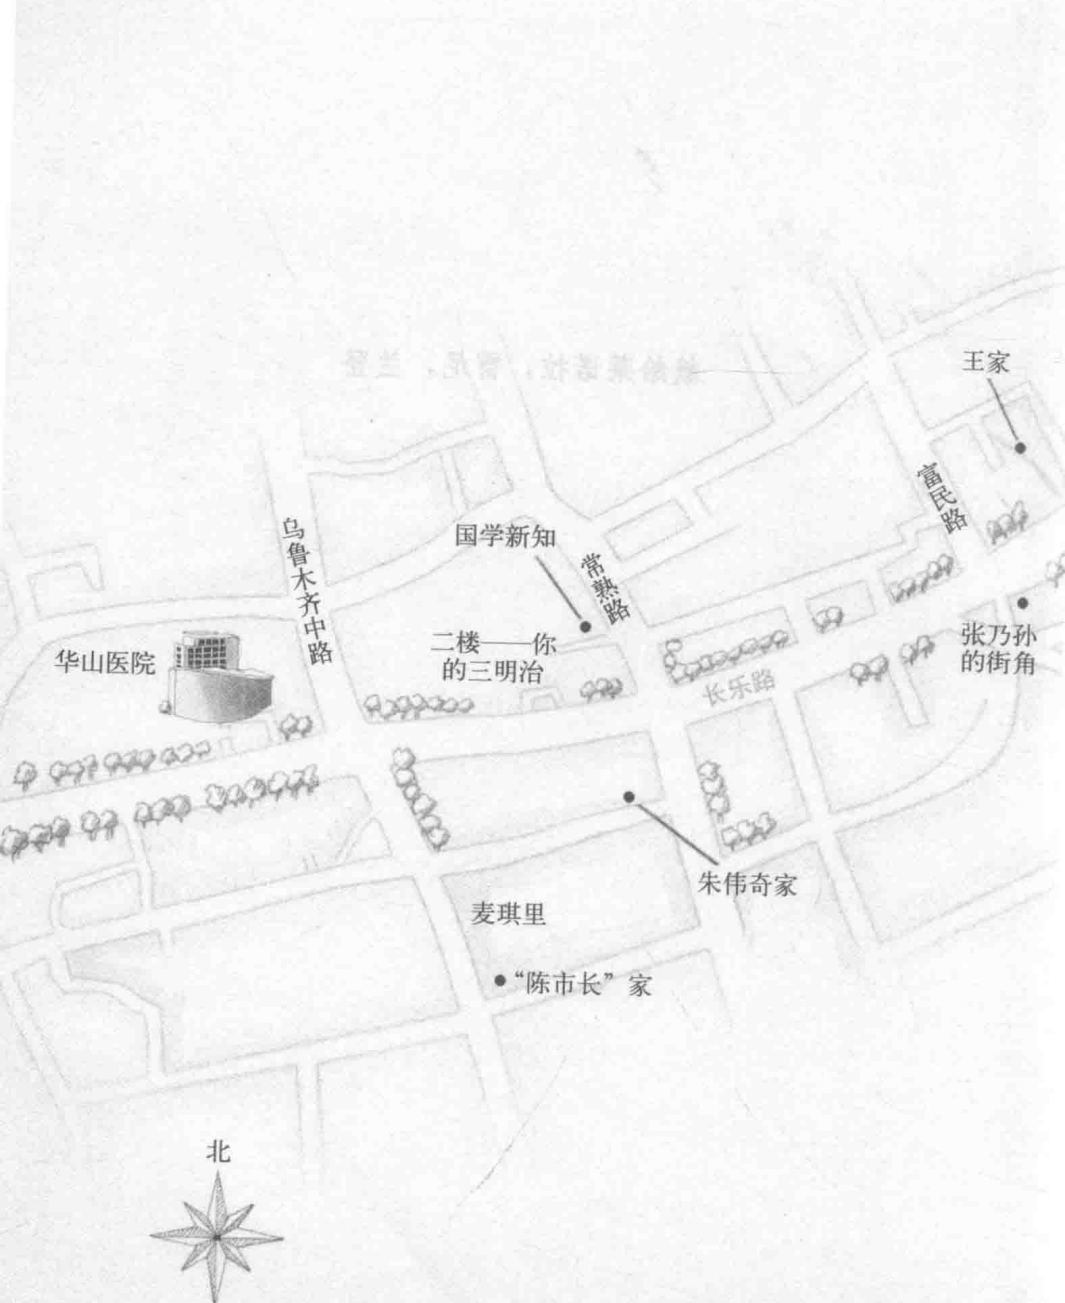 王家
富民路
乌鲁木齐中路
国学新知
常熟路
二楼——你
的三明治
张乃孙
的街角
华山医院
长乐路
朱伟奇家
麦琪里
“陈市长”家
北